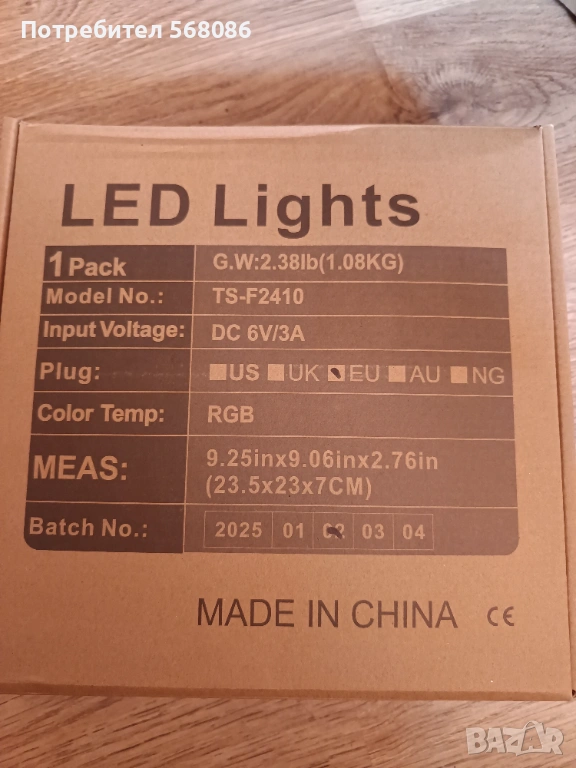 Потребител 568086
LED Lights
1 Pack G.W:2.38lb(1.08KG)
Model No.: TS-F2410
Input Voltage: DC 6V/3A
Plug: US UK EU AU NG
Color Temp: RGB
MEAS: 9.25inx9.06inx2.76in
(23.5x23x7CM)
Batch No.: 2025 01 02 03 04
MADE IN CHINA CE
BAZAR